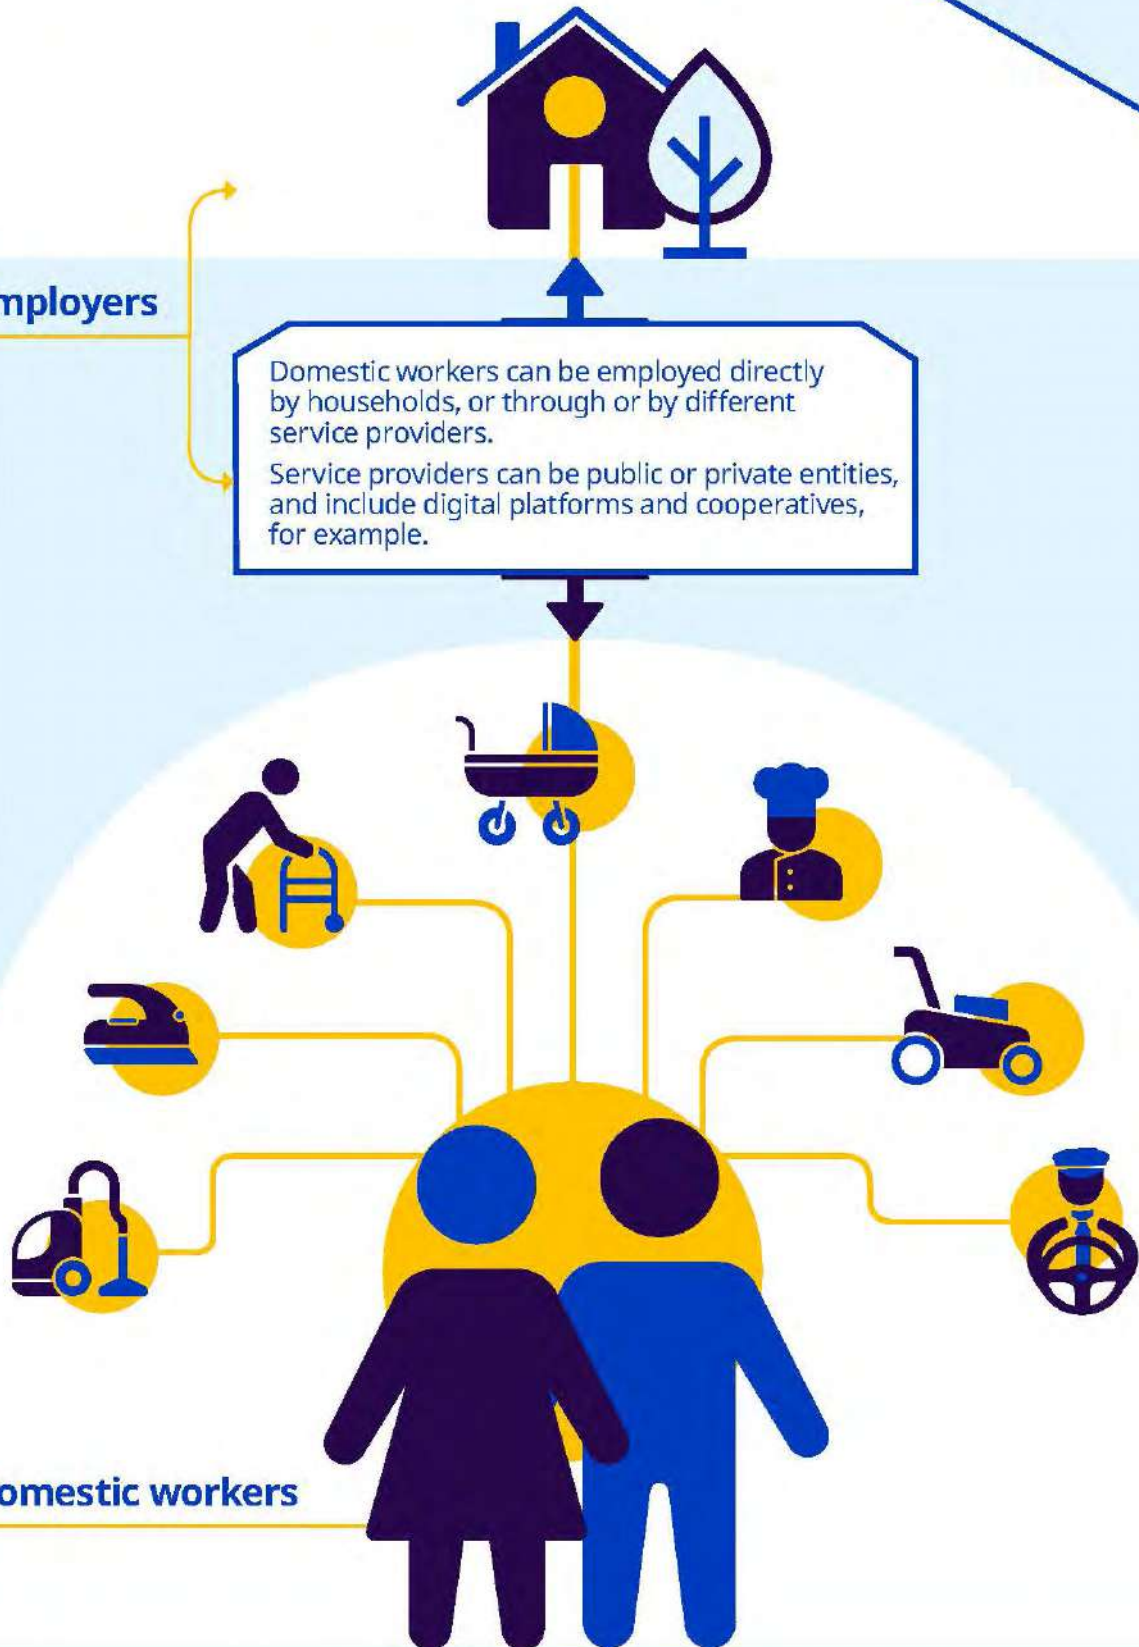 mployers
Domestic workers can be employed directly
by households, or through or by different
service providers.
Service providers can be public or private entities,
and include digital platforms and cooperatives,
for example.
omestic workers